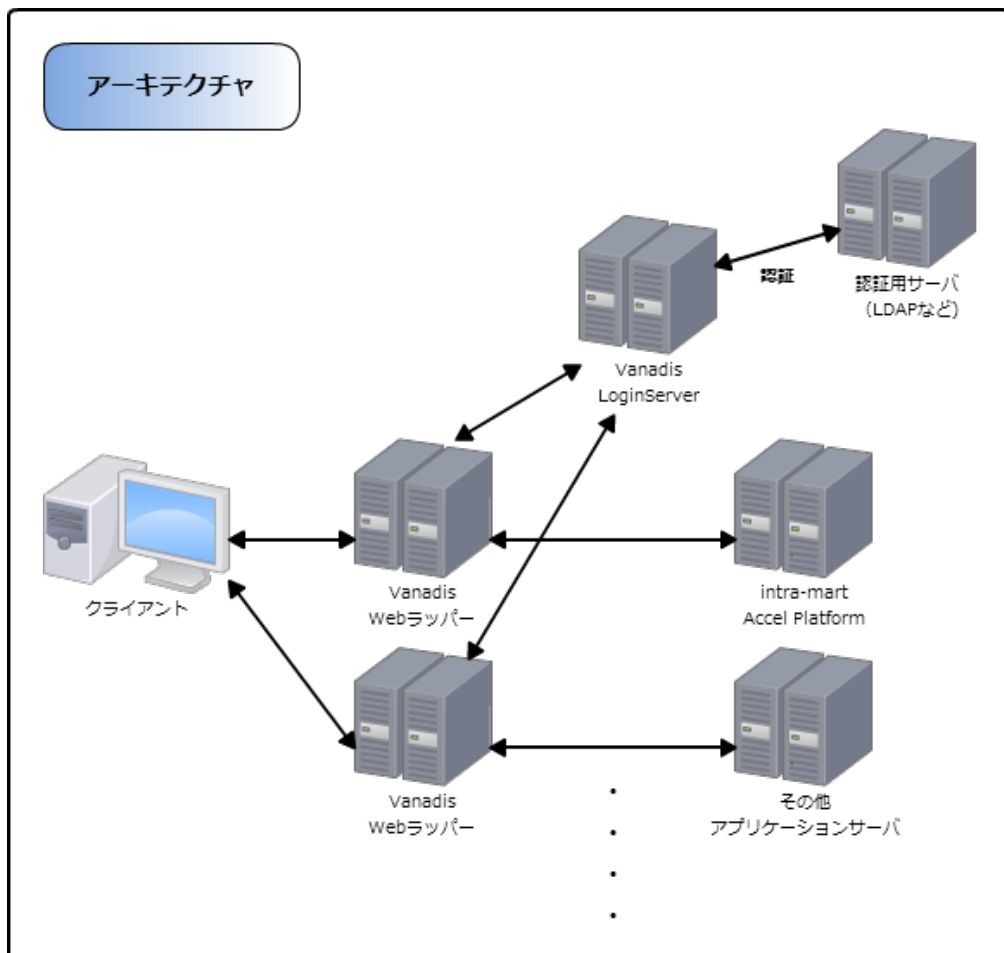 アーキテクチャ
認証
認証用サーバ
(LDAPなど)
Vanadis
LoginServer
クライアント
Vanadis
Webラッパー
intra-mart
Accel Platform
Vanadis
Webラッパー
その他
アプリケーションサーバ